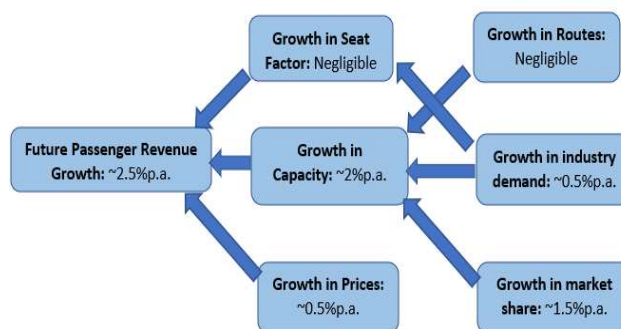 Growth in Seat
Factor: Negligible
Growth in Routes:
Negligible
Future Passenger Revenue
Growth: ~2.5%p.a.
Growth in
Capacity: ~2%p.a.
Growth in industry
demand: ~0.5%p.a.
Growth in Prices:
~0.5%p.a.
Growth in market
share: ~1.5%p.a.